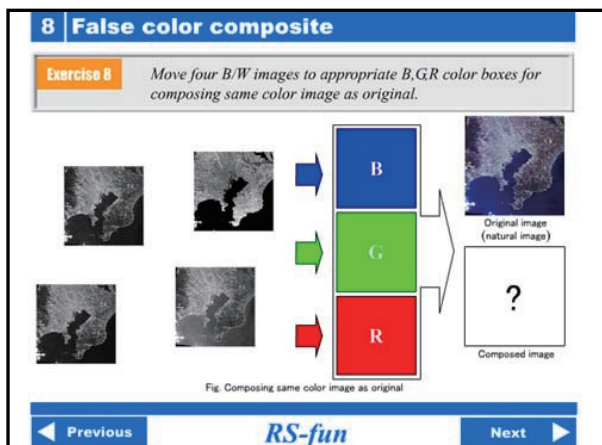 8 False color composite
Exercise 8
Move four B/W images to appropriate B,G,R color boxes for
composing same color image as original.
B
G
R
Original image
(natural image)
?
Composed image
Fig. Composing same color image as original
Previous
RS-fun
Next